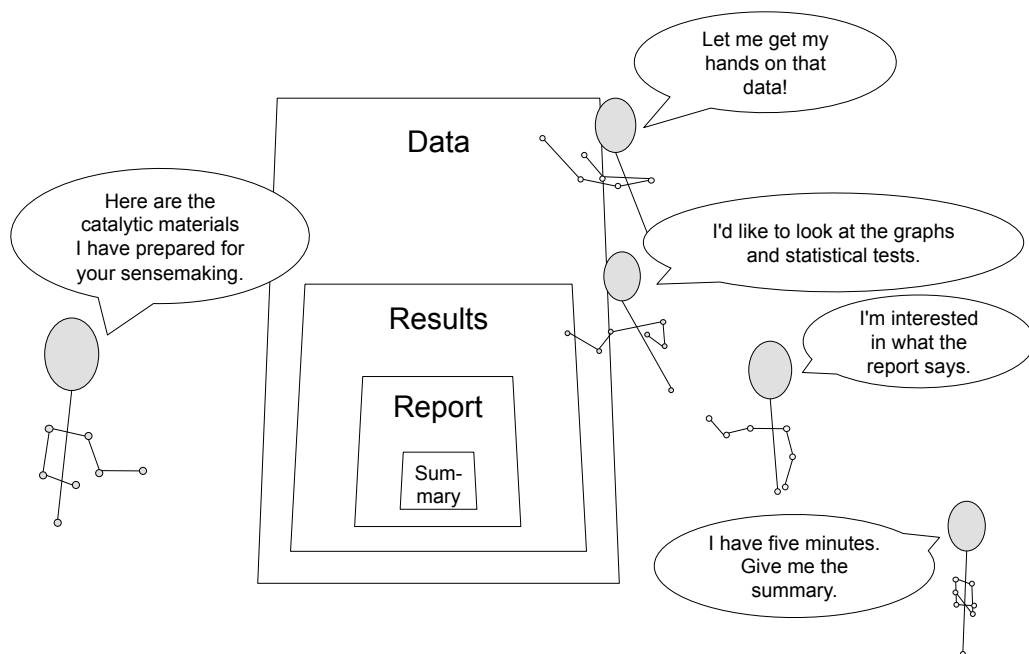 Let me get my
hands on that
data!
Data
Here are the
catalytic materials
I have prepared for
your sensemaking.
I'd like to look at the graphs
and statistical tests.
Results
I'm interested
in what the
report says.
Report
Sum-
mary
I have five minutes.
Give me the
summary.